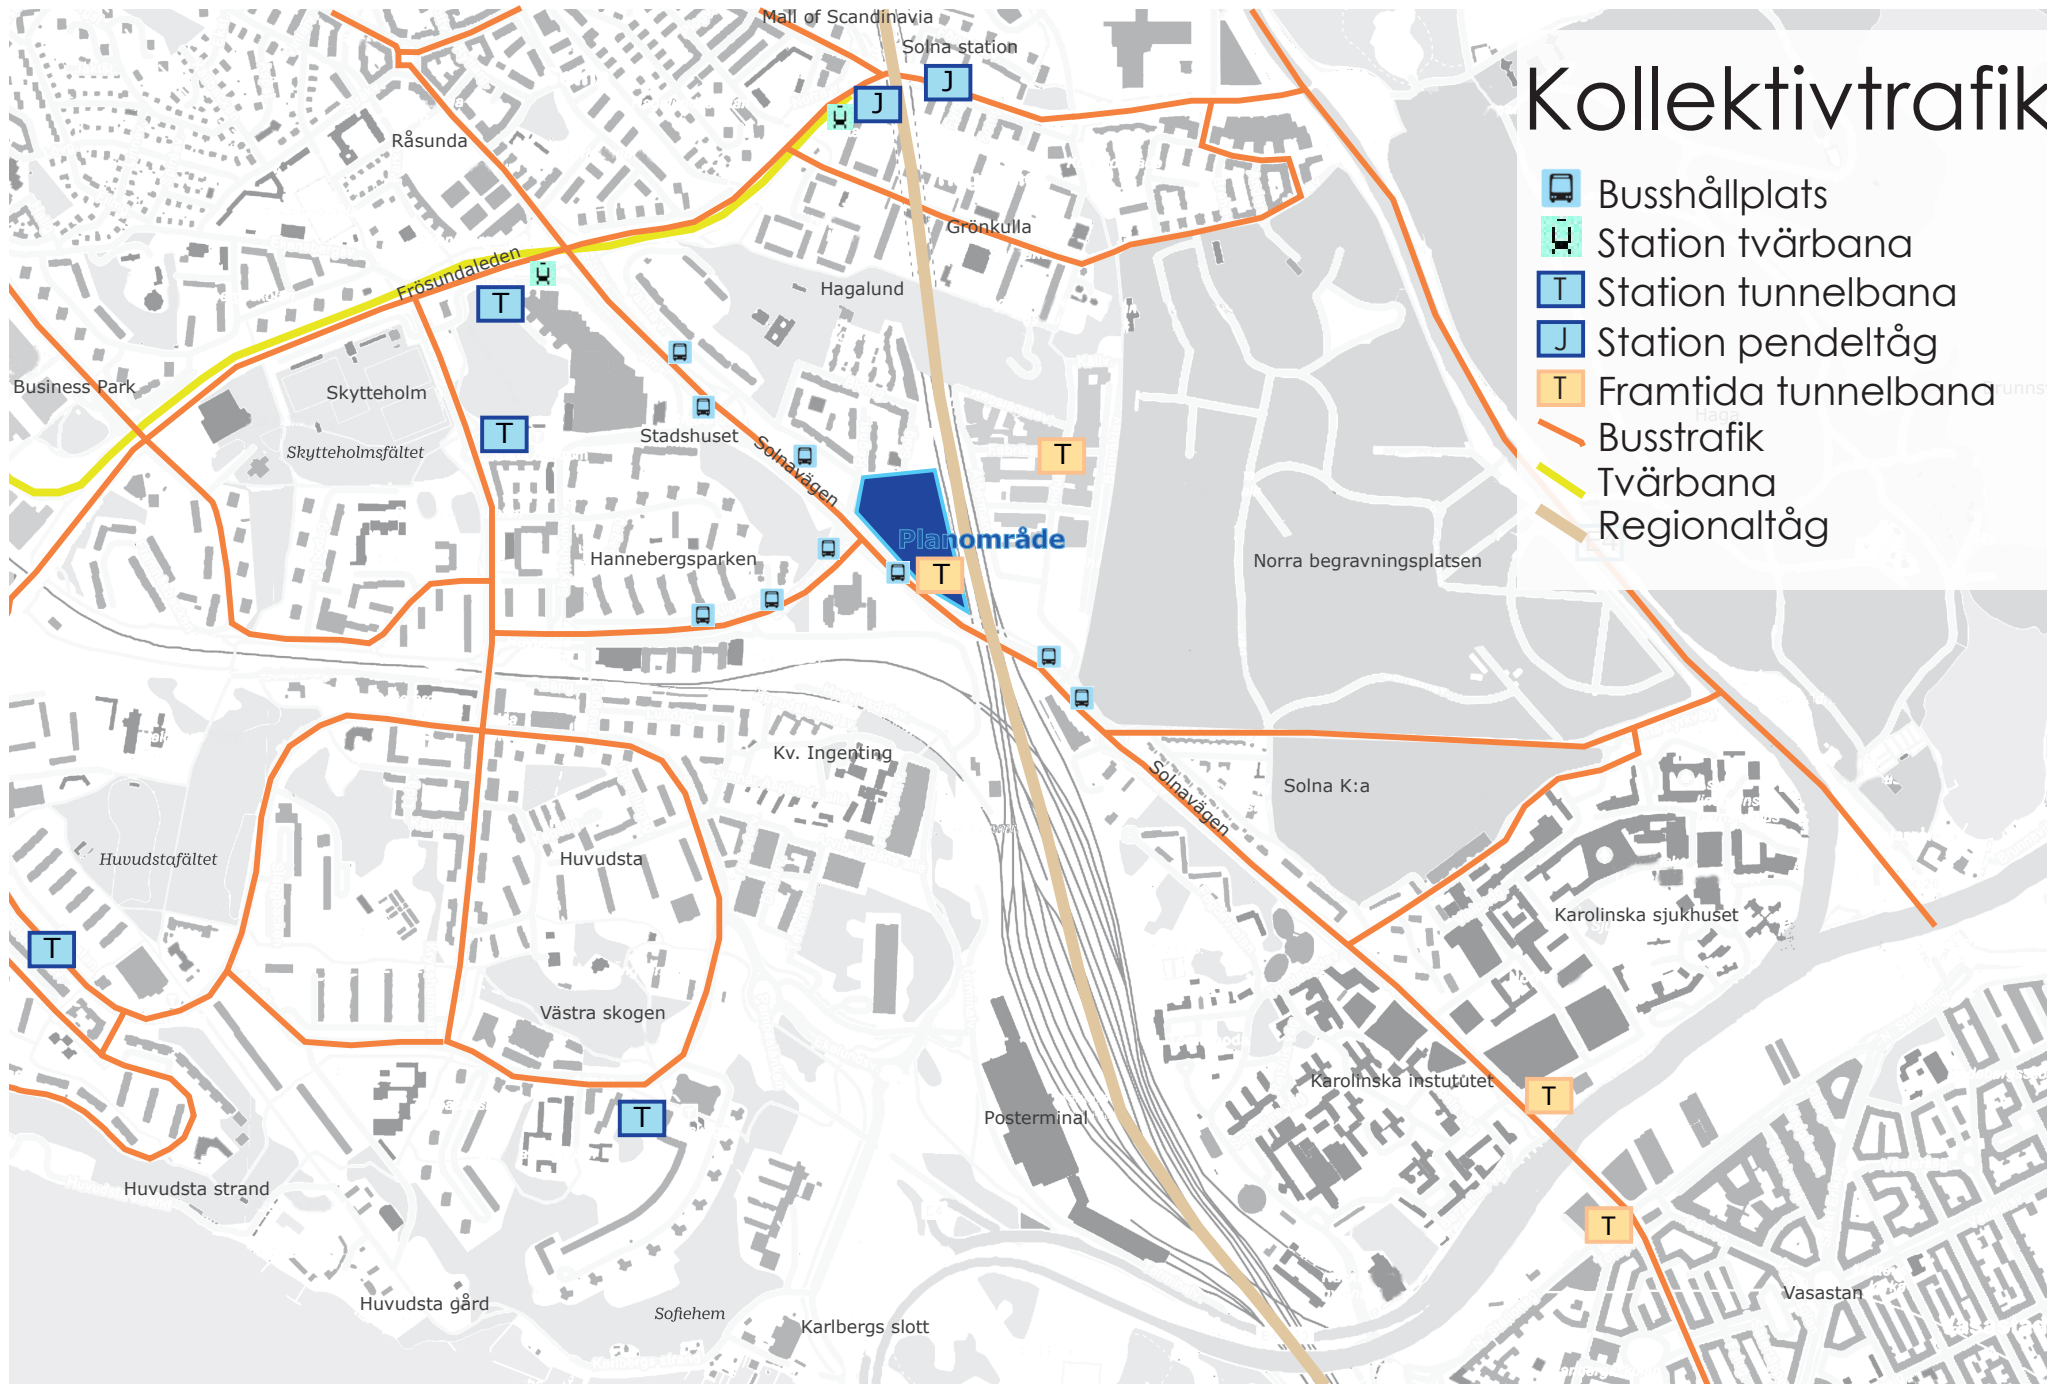 Mall of Scandinavia
Solna station
J
J
Kollektivtrafik
Busshållplats
Station tvärbana
T Station tunnelbana
J Station pendeltåg
T Framtida tunnelbana
Busstrafik
Tvärbana
Regionaltåg
Haga
Råsunda
Grönkulla
Frösundaleden
Hagalund
T
Business Park
Skytteholm
T
Skytteholmsfältet
Stadshuset
Solnavägen
T
Planområde
Hannebergsparken
T
Norra begravningsplatsen
Kv. Ingenting
Solnavägen
Solna K:a
Huvudstafältet
Huvudsta
Karolinska sjukhuset
T
Västra skogen
Karolinska instutütet
T
Posterminal
T
Huvudsta strand
T
Huvudsta gård
Sofiehem
Karlbergs slott
Vasastan